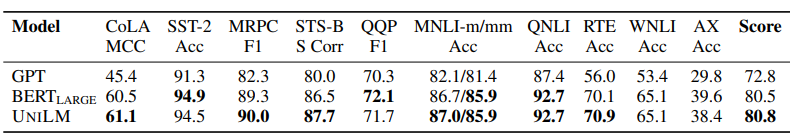 Model CoLA SST-2 MRPC STS-B QQP MNLI-m/mm QNLI RTE WNLI AX Score
MCC Acc F1 S Corr F1 Acc Acc Acc Acc Acc
GPT 45.4 91.3 82.3 80.0 70.3 82.1/81.4 87.4 56.0 53.4 29.8 72.8
BERTLARGE 60.5 94.9 89.3 86.5 72.1 86.7/85.9 92.7 70.1 65.1 39.6 80.5
UNILM 61.1 94.5 90.0 87.7 71.7 87.0/85.9 92.7 70.9 65.1 38.4 80.8